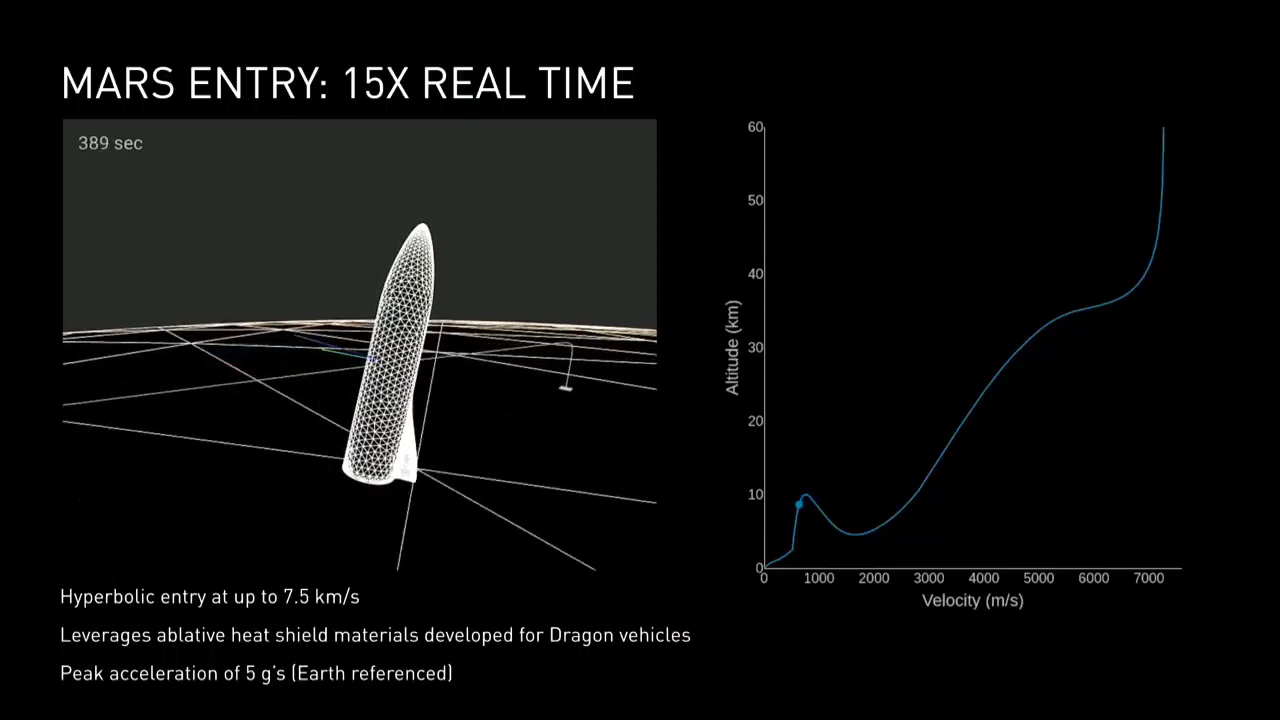 MARS ENTRY: 15X REAL TIME
389 sec
60
50
40
30
20
10
0
Altitude (km)
0 1000 2000 3000 4000 5000 6000 7000
Velocity (m/s)
Hyperbolic entry at up to 7.5 km/s
Leverages ablative heat shield materials developed for Dragon vehicles
Peak acceleration of 5 g's (Earth referenced)